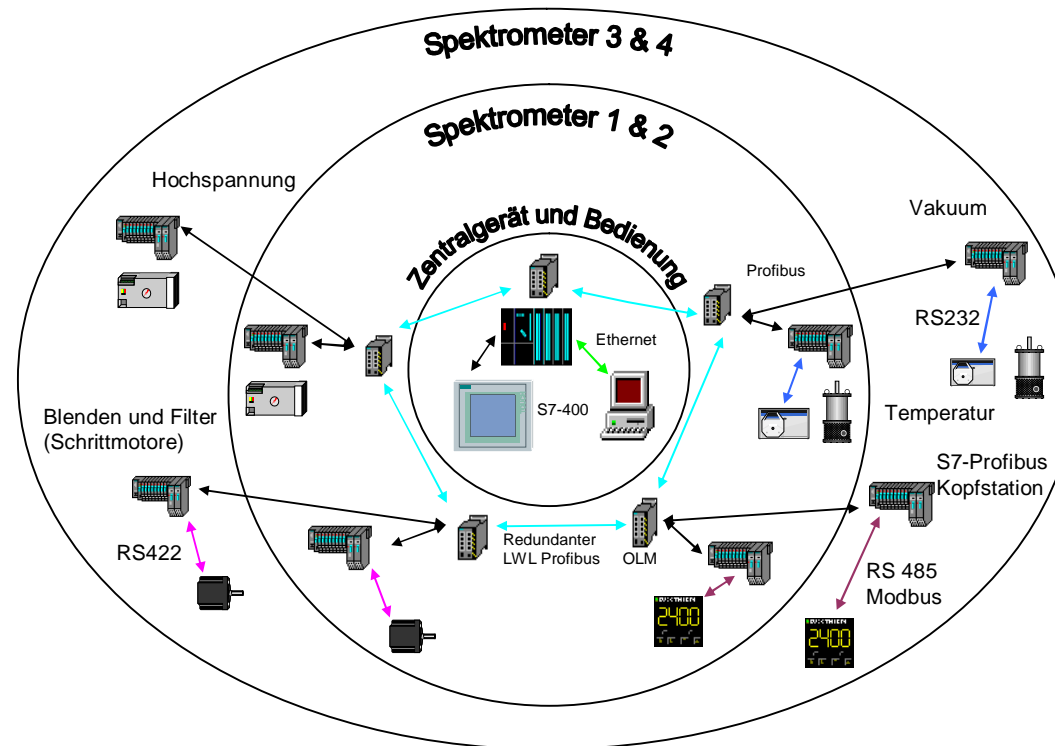 Spektrometer 3 & 4
Spektrometer 1 & 2
Zentralgerät und Bedienung
Hochspannung
Vakuum
Profibus
RS232
Ethernet
S7-400
Blenden und Filter
(Schrittmotore)
Temperatur
S7-Profibus
Kopfstation
RS422
Redundanter
LWL Profibus
OLM
RS 485
Modbus
2400
2400